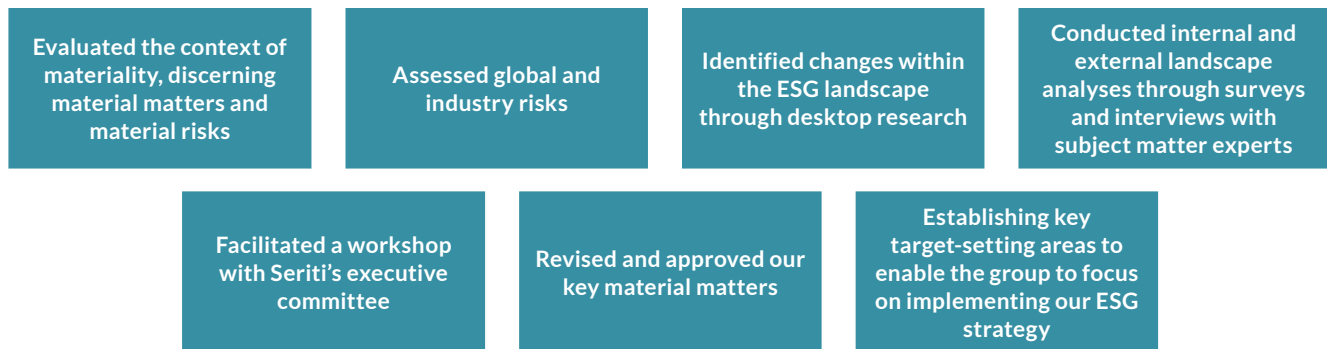 Evaluated the context of
materiality, discerning
material matters and
material risks
Assessed global and
industry risks
Identified changes within
the ESG landscape
through desktop research
Conducted internal and
external landscape
analyses through surveys
and interviews with
subject matter experts
Facilitated a workshop
with Seriti’s executive
committee
Revised and approved our
key material matters
Establishing key
target-setting areas to
enable the group to focus
on implementing our ESG
strategy